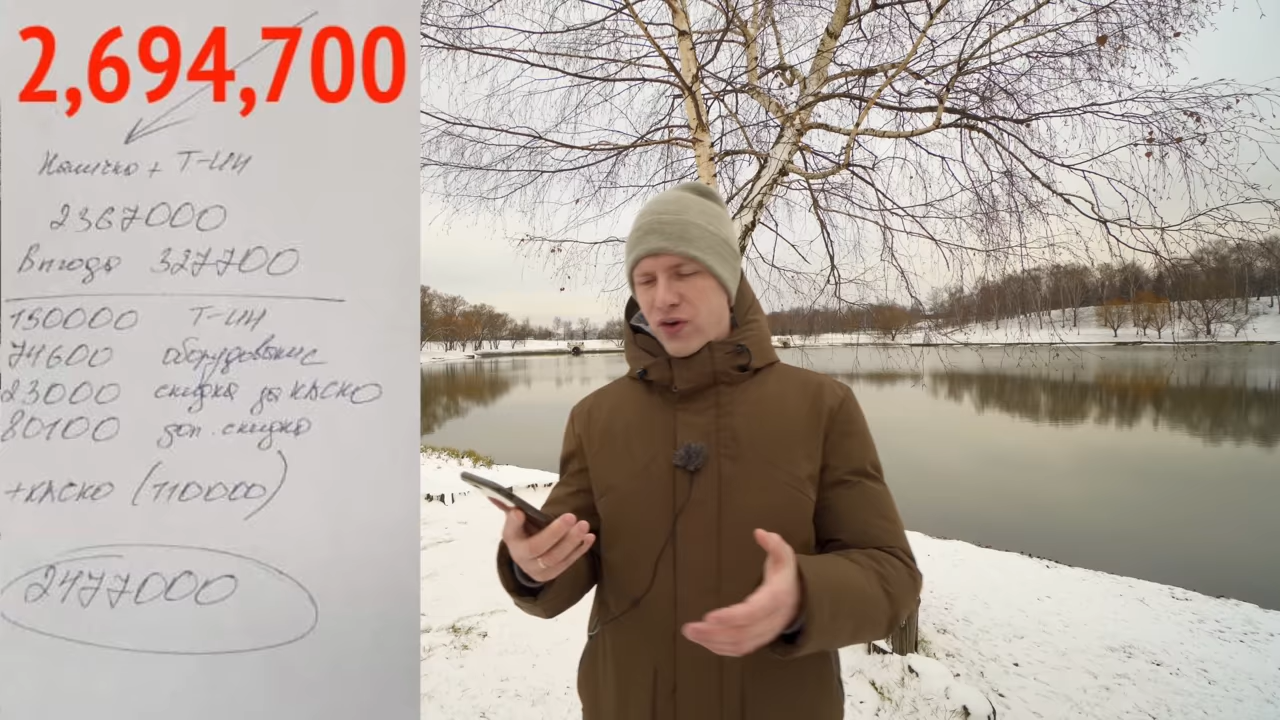 2,694,700
Наличка + T-ИН
2367000
Выгода 327700
150000 T-ИН
74600 оборудование
23000 скидка за КАСКО
80100 доп. скидка
+КАСКО (110000)
2477000